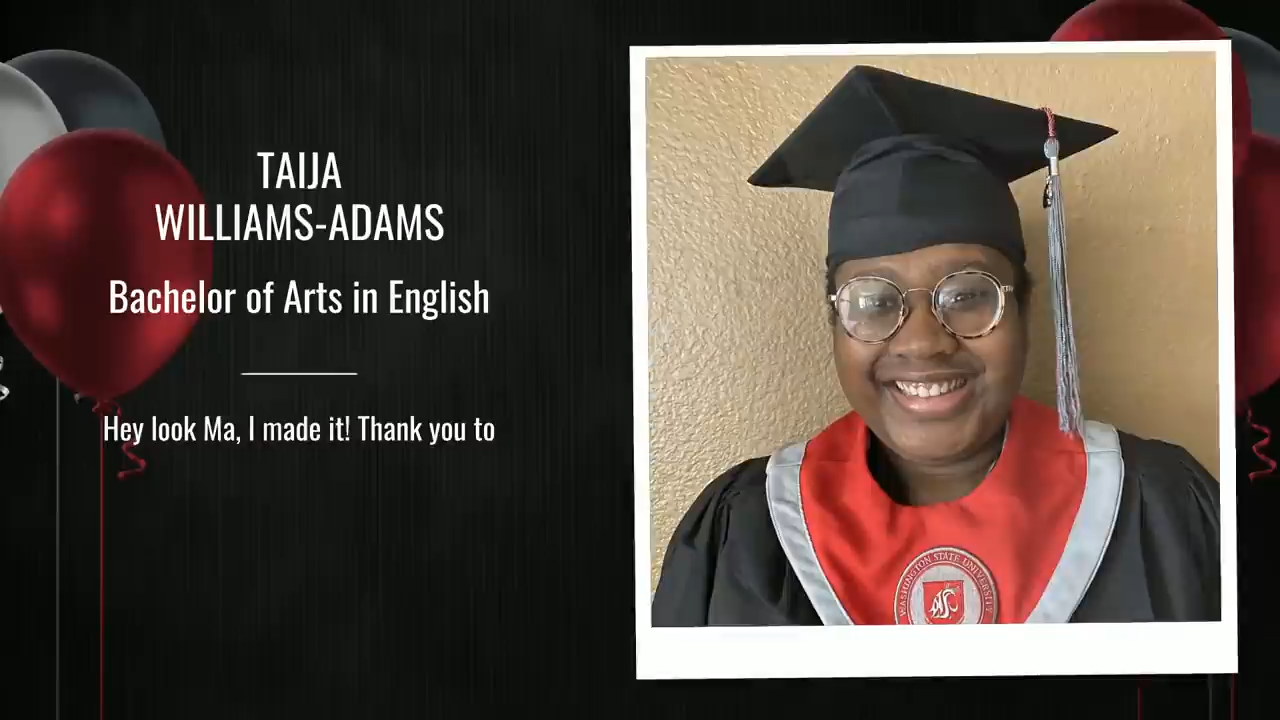 TAIJA
WILLIAMS-ADAMS
Bachelor of Arts in English
Hey look Ma, I made it! Thank you to
WASHINGTON STATE UNIVERSITY